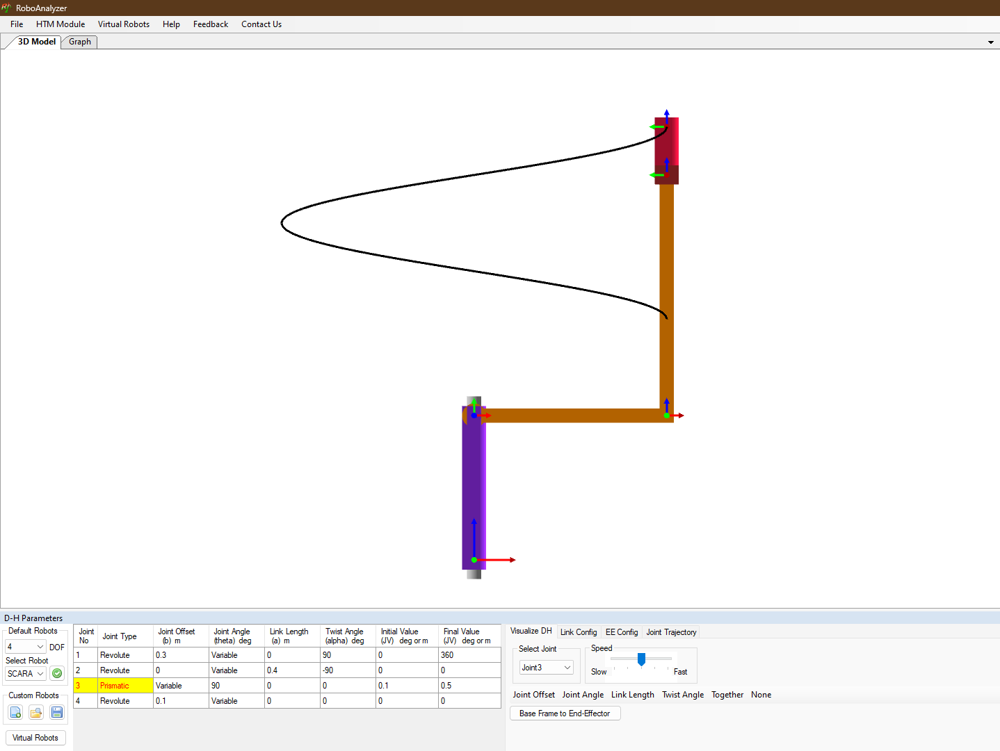 RoboAnalyzer
File HTM Module Virtual Robots Help Feedback Contact Us
3D Model Graph
D-H Parameters
Default Robots
4 DOF
Select Robot
SCARA
Custom Robots
Virtual Robots
Joint No Joint Type Joint Offset (b) m Joint Angle (theta) deg Link Length (a) m Twist Angle (alpha) deg Initial Value (JV) deg or m Final Value (JV) deg or m
1 Revolute 0.3 Variable 0 90 0 360
2 Revolute 0 Variable 0.4 -90 0 0
3 Prismatic Variable 90 0 0 0.1 0.5
4 Revolute 0.1 Variable 0 0 0 0
Visualize DH Link Config EE Config Joint Trajectory
Select Joint
Joint3
Speed
Slow Fast
Joint Offset Joint Angle Link Length Twist Angle Together None
Base Frame to End-Effector